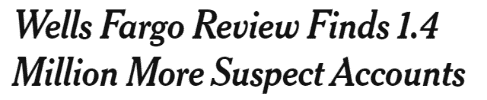 Wells Fargo Review Finds 1.4
Million More Suspect Accounts